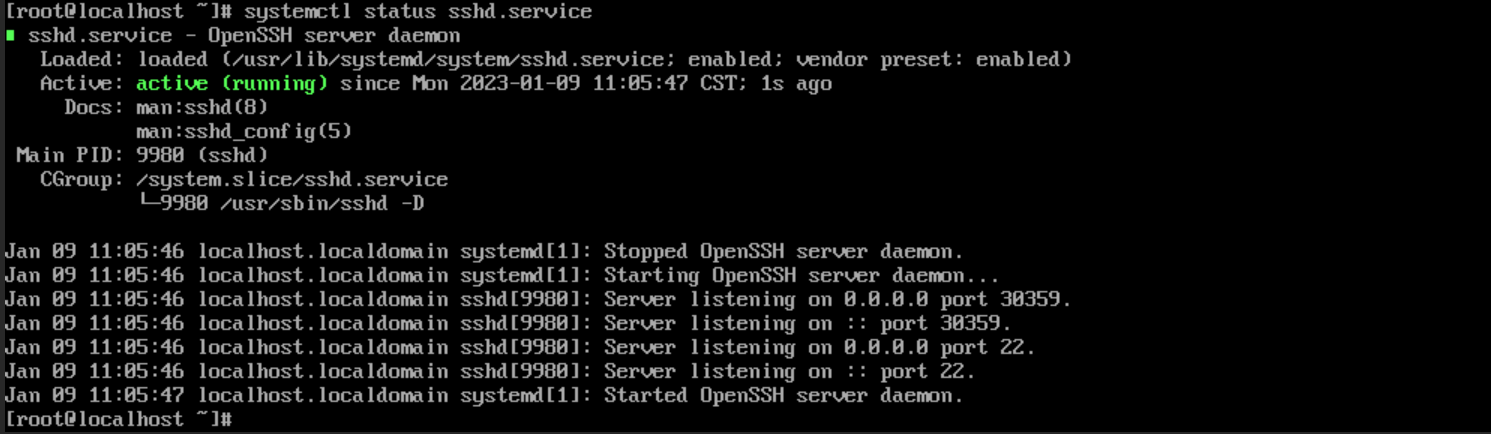 [root@localhost ~]# systemctl status sshd.service
sshd.service - OpenSSH server daemon
Loaded: loaded (/usr/lib/systemd/system/sshd.service; enabled; vendor preset: enabled)
Active: active (running) since Mon 2023-01-09 11:05:47 CST; 1s ago
Docs: man:sshd(8)
man:sshd_config(5)
Main PID: 9980 (sshd)
CGroup: /system.slice/sshd.service
└─9980 /usr/sbin/sshd -D
Jan 09 11:05:46 localhost.localdomain systemd[1]: Stopped OpenSSH server daemon.
Jan 09 11:05:46 localhost.localdomain systemd[1]: Starting OpenSSH server daemon...
Jan 09 11:05:46 localhost.localdomain sshd[9980]: Server listening on 0.0.0.0 port 30359.
Jan 09 11:05:46 localhost.localdomain sshd[9980]: Server listening on :: port 30359.
Jan 09 11:05:46 localhost.localdomain sshd[9980]: Server listening on 0.0.0.0 port 22.
Jan 09 11:05:46 localhost.localdomain sshd[9980]: Server listening on :: port 22.
Jan 09 11:05:47 localhost.localdomain systemd[1]: Started OpenSSH server daemon.
[root@localhost ~]#